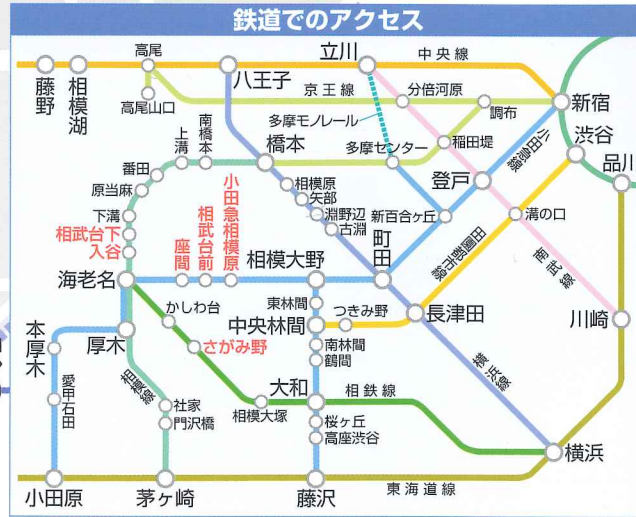 鉄道でのアクセス
高尾
立川
中央線
藤野
相模湖
八王子
京王線
分倍河原
新宿
高尾山口
調布
渋谷
多摩モノレール
稲田堤
小田急線
品川
南橋本
上溝
橋本
多摩センター
番田
原当麻
相模原
矢部
淵野辺
古淵
登戸
下溝
新百合ヶ丘
溝の口
相武台下
入谷
座間
相武台前
小田急相模原
相模大野
町田
田園都市線
南武線
海老名
東林間
かしわ台
中央林間
つきみ野
長津田
川崎
本厚木
厚木
さがみ野
南林間
鶴間
横浜線
愛甲石田
相模線
社家
門沢橋
相模大塚
大和
相鉄線
桜ヶ丘
高座渋谷
横浜
小田原
茅ヶ崎
藤沢
東海道線